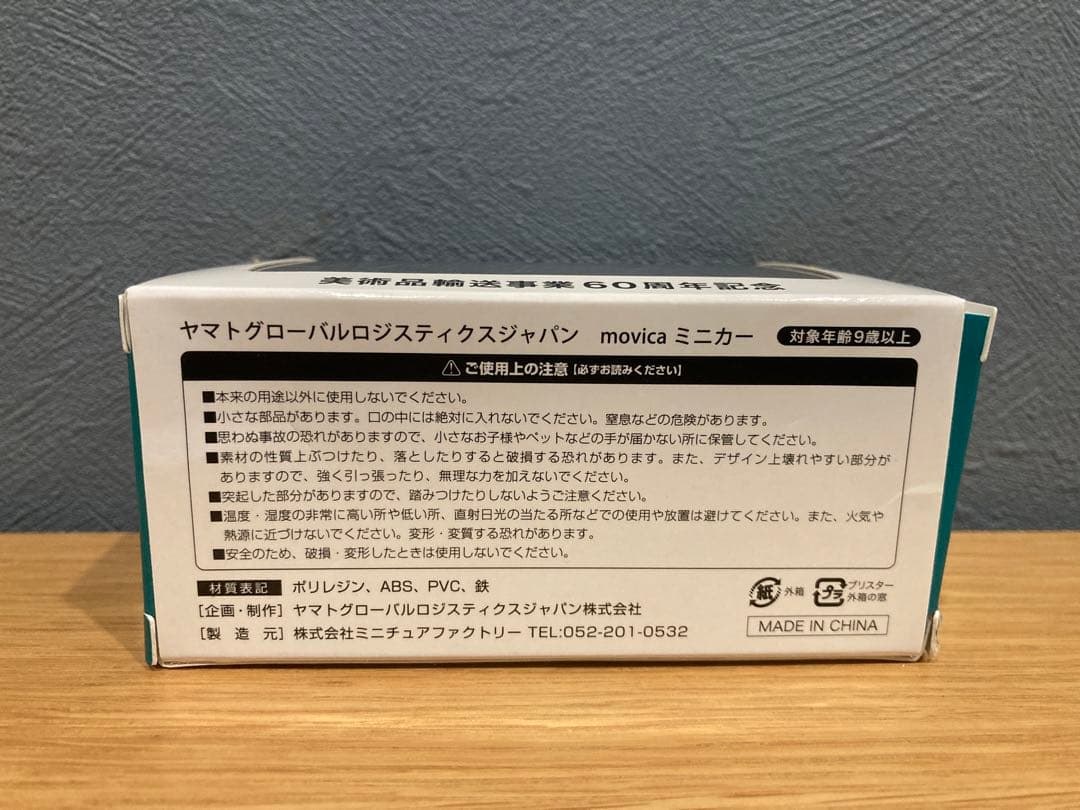 美術品輸送事業60周年記念
ヤマトグローバルロジスティクスジャパン movica ミニカー 対象年齢9歳以上
⚠ご使用上の注意[必ずお読みください]
■本来の用途以外に使用しないでください。
■小さな部品があります。口の中には絶対に入れないでください。窒息などの危険があります。
■思わぬ事故の恐れがありますので、小さなお子様やペットなどの手が届かない所に保管してください。
■素材の性質上ぶつけたり、落としたりすると破損する恐れがあります。また、デザイン上壊れやすい部分が
ありますので、強く引っ張ったり、無理な力を加えないでください。
■突起した部分がありますので、踏みつけたりしないようご注意ください。
■温度・湿度の非常に高い所や低い所、直射日光の当たる所などでの使用や放置は避けてください。また、火気や
熱源に近づけないでください。変形・変質する恐れがあります。
■安全のため、破損・変形したときは使用しないでください。
材質表記 ポリレジン、ABS、PVC、鉄
[企画・制作] ヤマトグローバルロジスティクスジャパン株式会社
[製造元] 株式会社ミニチュアファクトリー TEL:052-201-0532
紙 外箱
プラ ブリスター
外箱の窓
MADE IN CHINA